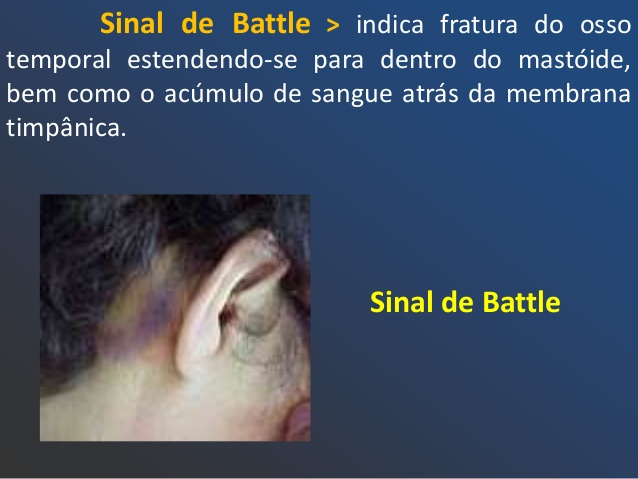 Sinal de Battle > indica fratura do osso
temporal estendendo-se para dentro do mastóide,
bem como o acúmulo de sangue atrás da membrana
timpânica.
Sinal de Battle